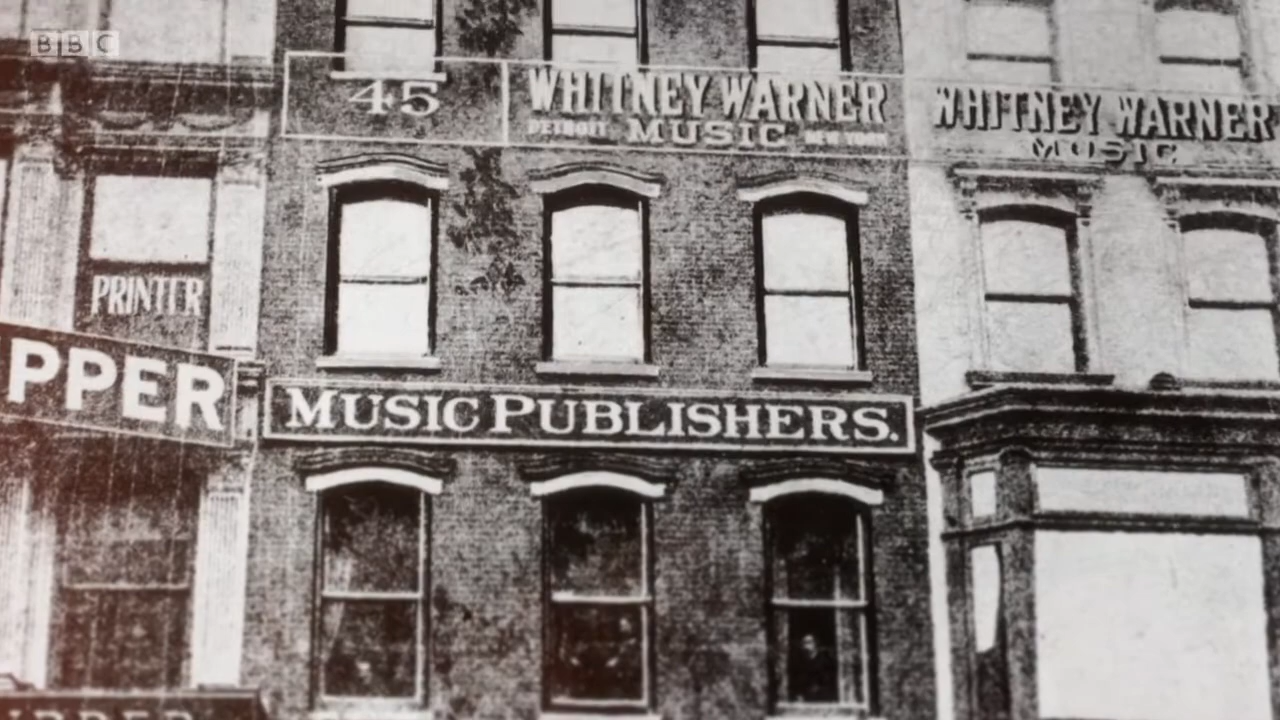 BBC
45
WHITNEY WARNER
DETROIT MUSIC NEW YORK
WHITNEY WARNER
MUSIC
PRINTER
PPER
MUSIC PUBLISHERS.